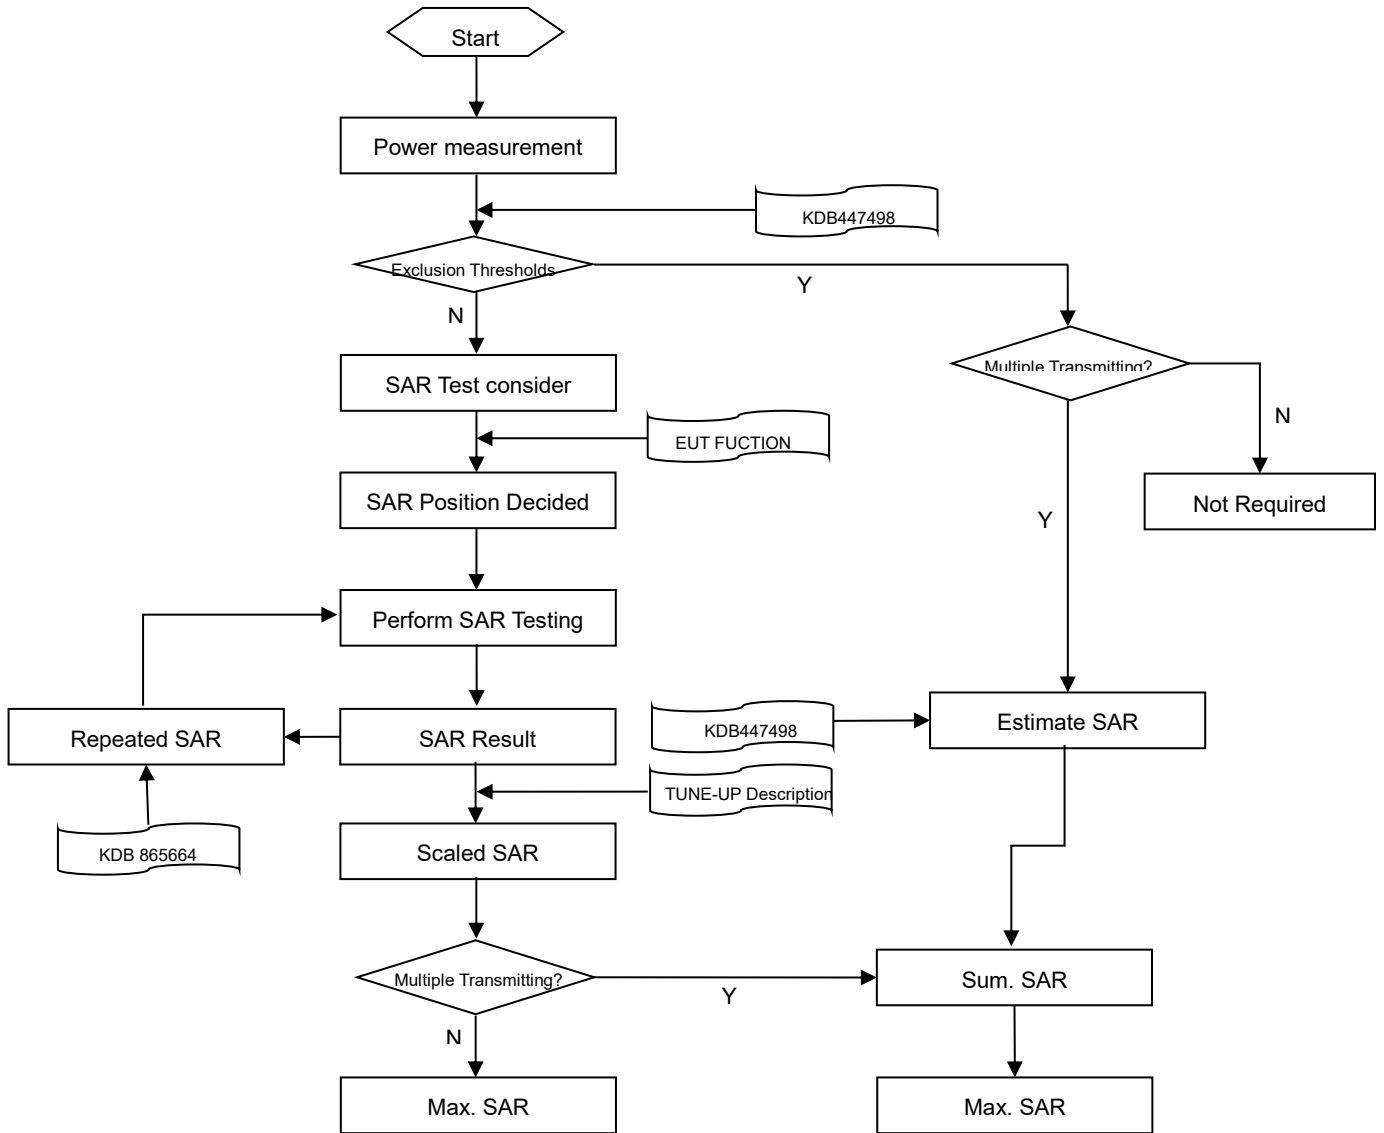 Start
Power measurement
KDB447498
Exclusion Thresholds
Y
N
Multiple Transmitting?
SAR Test consider
N
EUT FUCTION
SAR Position Decided
Not Required
Y
Perform SAR Testing
Repeated SAR
SAR Result
KDB447498
Estimate SAR
TUNE-UP Description
KDB 865664
Scaled SAR
Multiple Transmitting?
Y
Sum. SAR
N
Max. SAR
Max. SAR